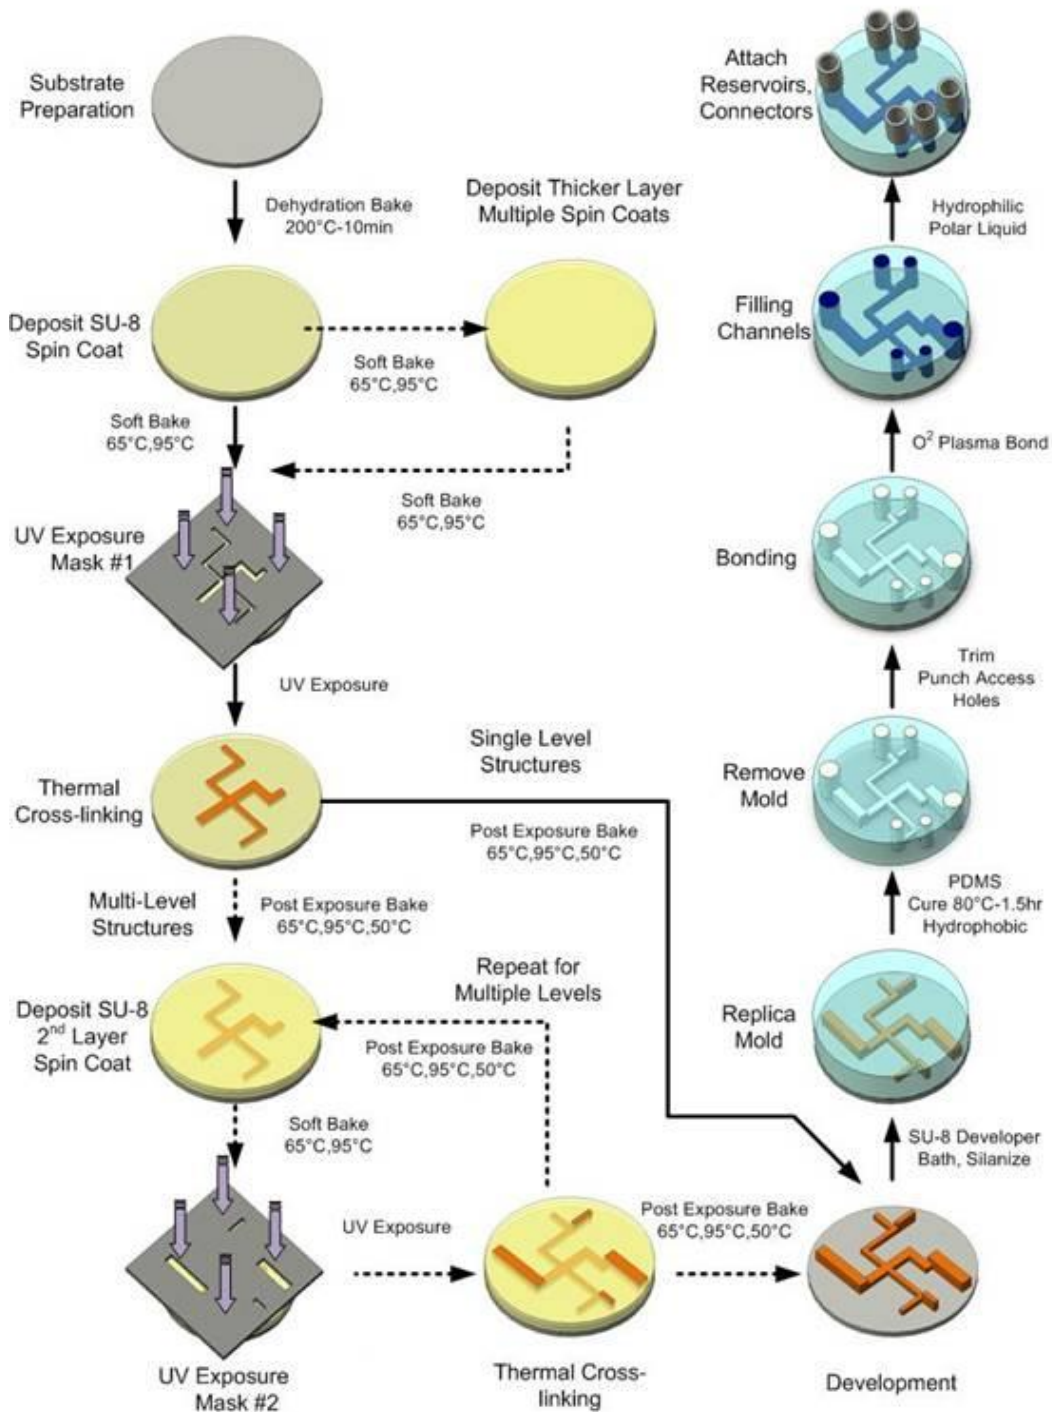 Substrate
Preparation
Dehydration Bake
200°C-10min
Deposit SU-8
Spin Coat
Soft Bake
65°C,95°C
Deposit Thicker Layer
Multiple Spin Coats
Soft Bake
65°C,95°C
Soft Bake
65°C,95°C
UV Exposure
Mask #1
UV Exposure
Thermal
Cross-linking
Single Level
Structures
Post Exposure Bake
65°C,95°C,50°C
Multi-Level
Structures
Post Exposure Bake
65°C,95°C,50°C
Deposit SU-8
2nd Layer
Spin Coat
Repeat for
Multiple Levels
Post Exposure Bake
65°C,95°C,50°C
Soft Bake
65°C,95°C
UV Exposure
Mask #2
UV Exposure
Thermal Cross-
linking
Post Exposure Bake
65°C,95°C,50°C
Development
SU-8 Developer
Bath, Silanize
Replica
Mold
PDMS
Cure 80°C-1.5hr
Hydrophobic
Remove
Mold
Trim
Punch Access
Holes
Bonding
O2 Plasma Bond
Filling
Channels
Hydrophilic
Polar Liquid
Attach
Reservoirs,
Connectors